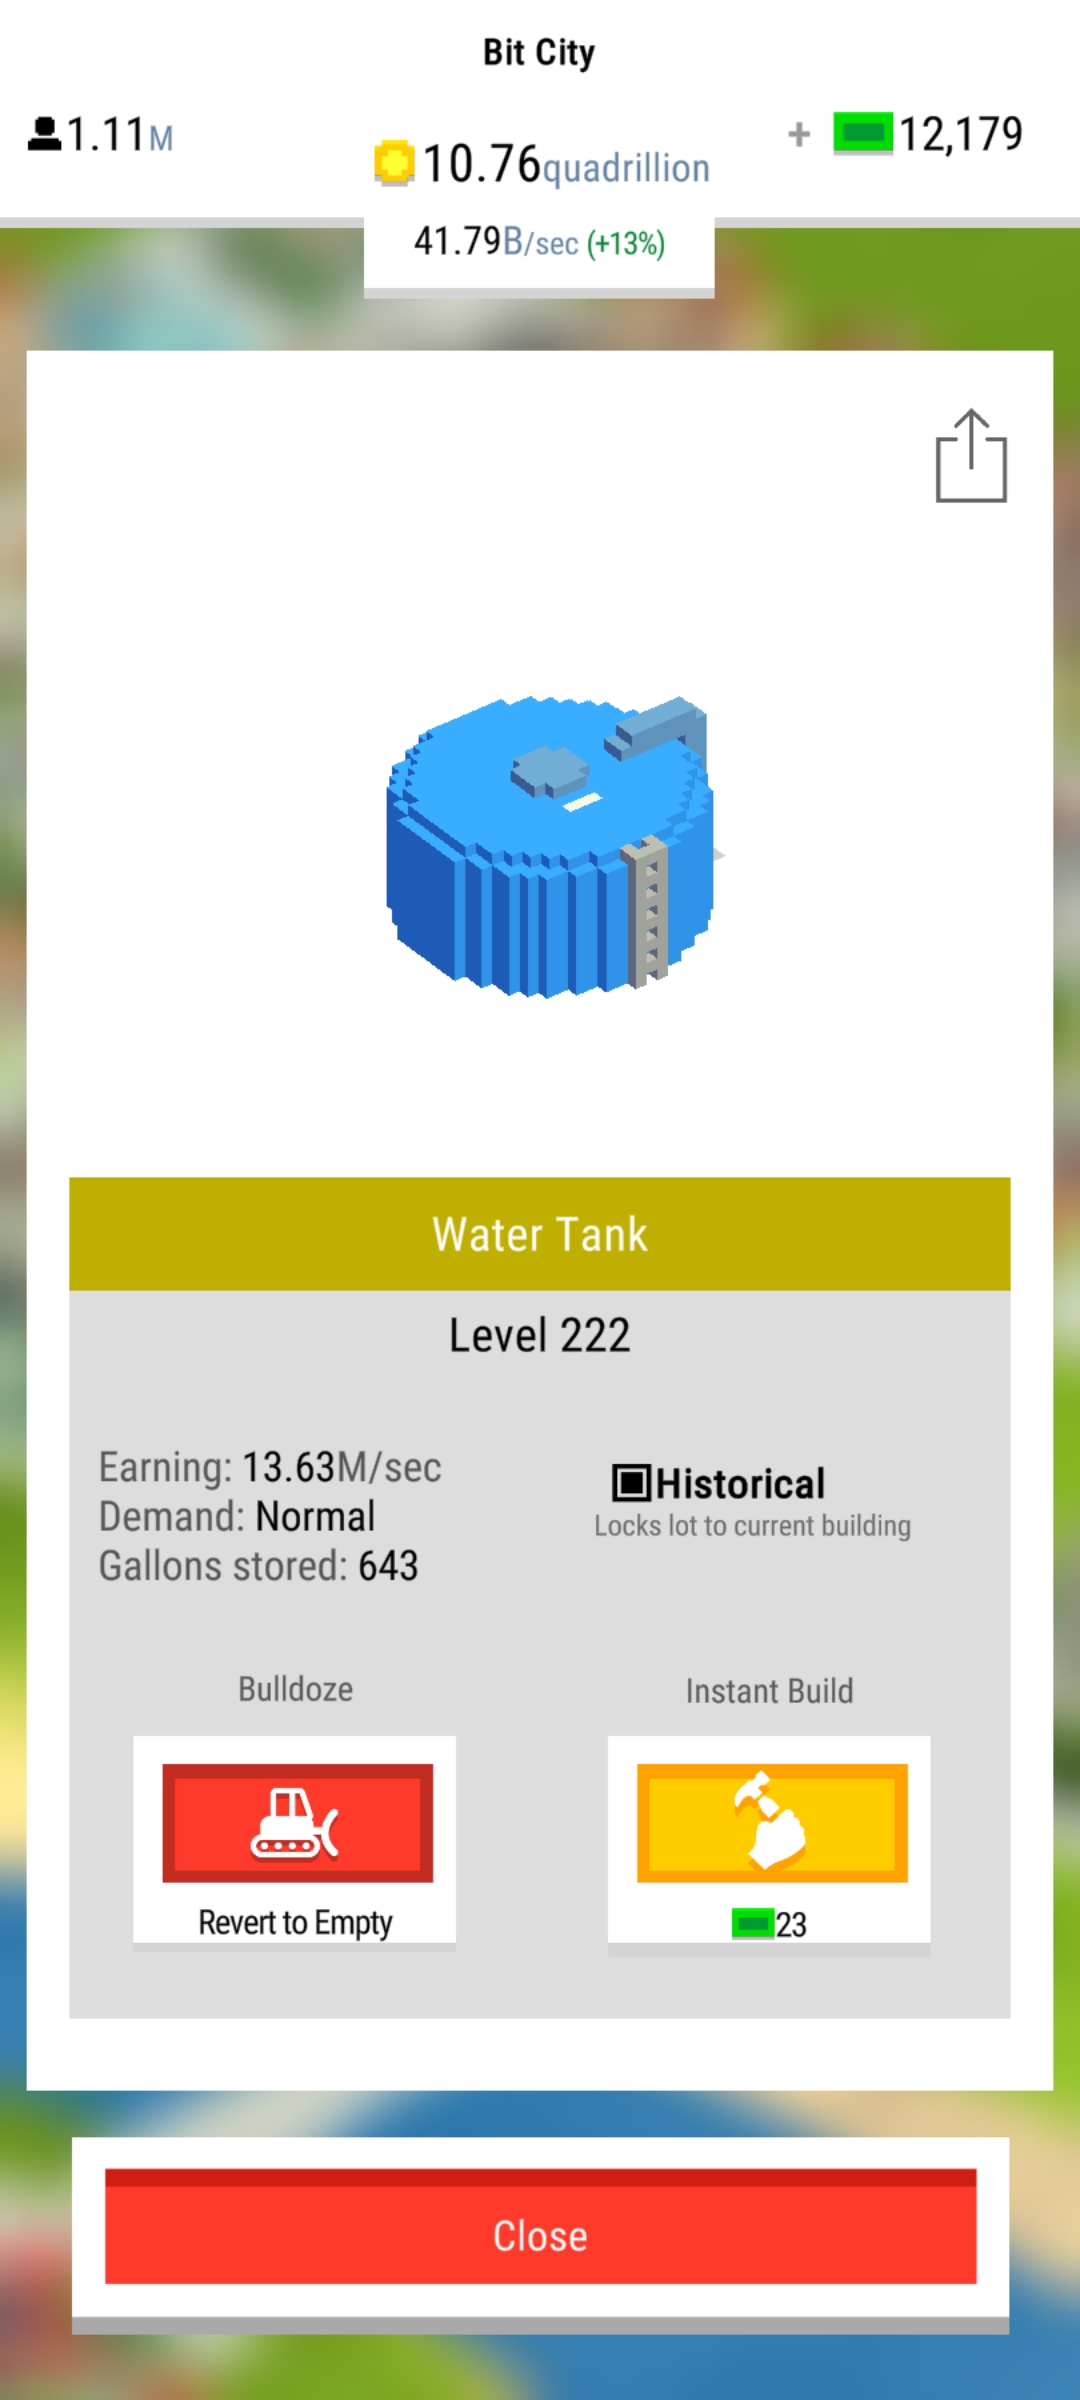 Bit City
1.11M
10.76quadrillion
+ 12,179
41.79B/sec (+13%)
Water Tank
Level 222
Earning: 13.63M/sec
Demand: Normal
Gallons stored: 643
Historical
Locks lot to current building
Bulldoze
Instant Build
Revert to Empty
23
Close